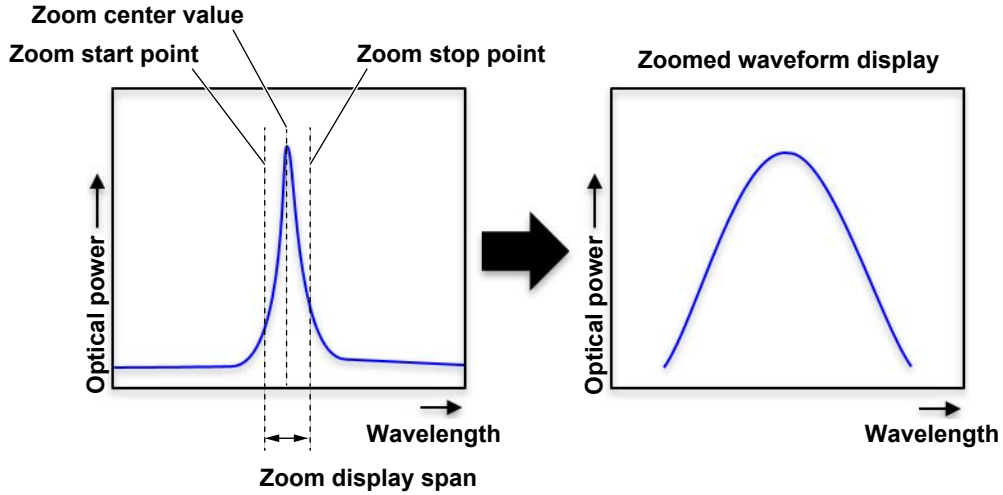 Zoom center value
Zoom start point
Zoom stop point
Zoomed waveform display
Optical power
Optical power
Wavelength
Wavelength
Zoom display span